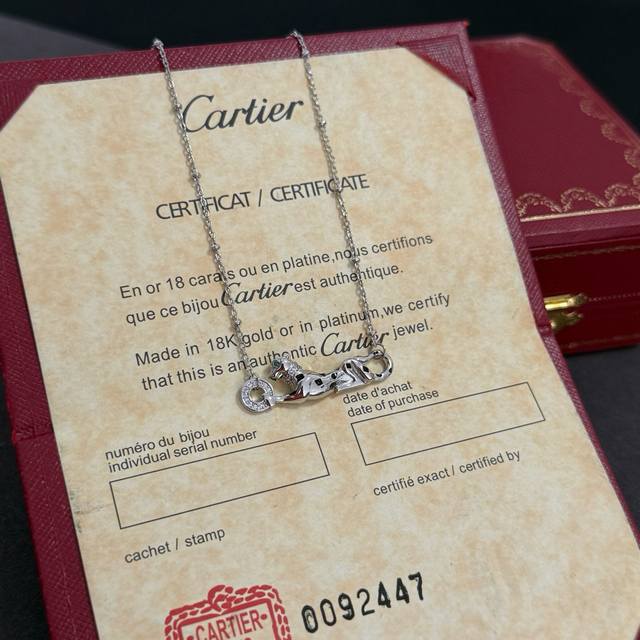 Cartier
CERTIFICAT / CERTIFICATE
En or 18 carats ou en platine,nous certifions
que ce bijou Cartier est authentique.
Made in 18K gold or in platinum,we certify
that this is an authentic Cartier jewel.
numéro du bijou
individual serial number
date d'achat
date of purchase
certifié exact / certified by
cachet / stamp
CARTIER
0092447